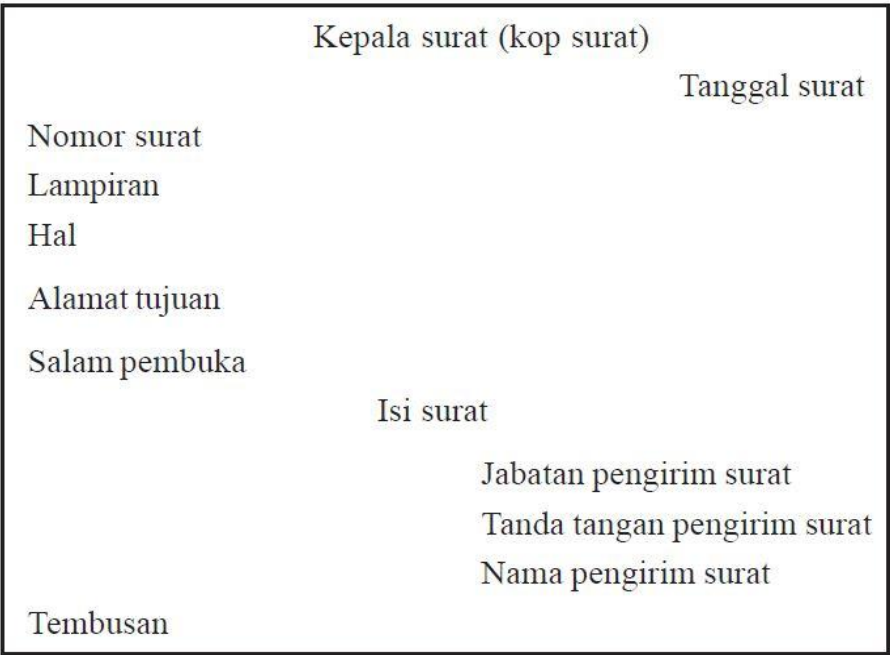 Kepala surat (kop surat)
Tanggal surat
Nomor surat
Lampiran
Hal
Alamat tujuan
Salam pembuka
Isi surat
Jabatan pengirim surat
Tanda tangan pengirim surat
Nama pengirim surat
Tembusan